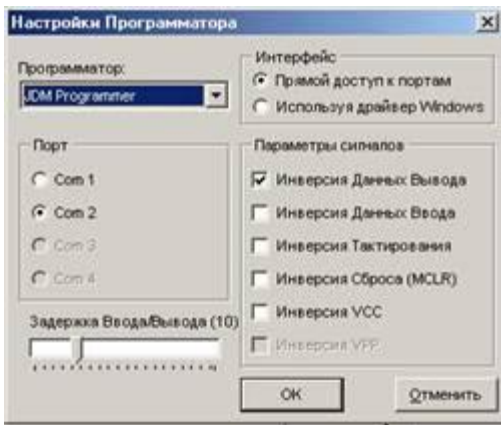 Настройки Программатора
Программатор:
JDM Programmer
Интерфейс
Прямой доступ к портам
Используя драйвер Windows
Порт
Com 1
Com 2
Com 3
Com 4
Параметры сигналов
Инверсия Данных Вывода
Инверсия Данных Ввода
Инверсия Тактирования
Инверсия Сброса (MCLR)
Инверсия VCC
Инверсия VPP
Задержка Ввода/Вывода (10)
OK
Отменить